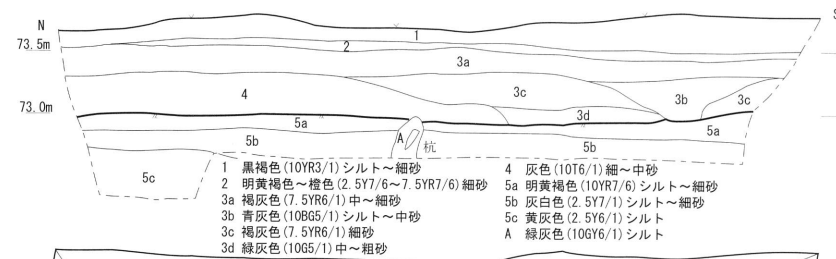 N
S
73.5m
1
2
3a
4
3c
3b
3c
73.0m
3d
5a
5a
A
杭
5b
5b
5c
1 黒褐色(10YR3/1)シルト～細砂
2 明黄褐色～橙色(2.5Y7/6～7.5YR7/6)細砂
3a 褐灰色(7.5YR6/1)中～細砂
3b 青灰色(10BG5/1)シルト～中砂
3c 褐灰色(7.5YR6/1)細砂
3d 緑灰色(10G5/1)中～粗砂
4 灰色(10T6/1)細～中砂
5a 明黄褐色(10YR7/6)シルト～細砂
5b 灰白色(2.5Y7/1)シルト～細砂
5c 黄灰色(2.5Y6/1)シルト
A 緑灰色(10GY6/1)シルト